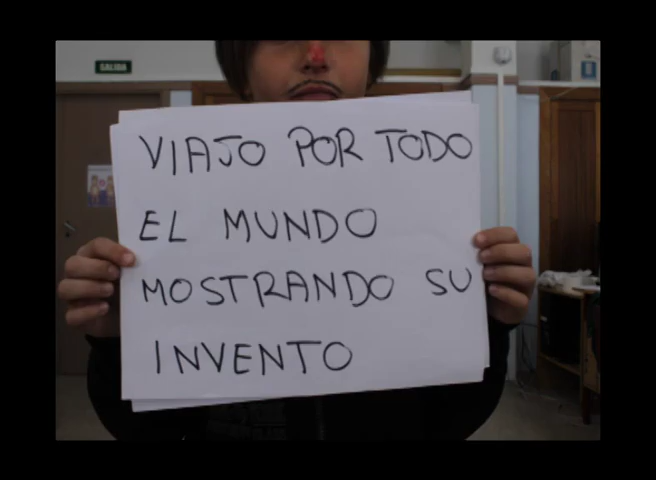 SALIDA
VIAJO POR TODO
EL MUNDO
MOSTRANDO SU
INVENTO